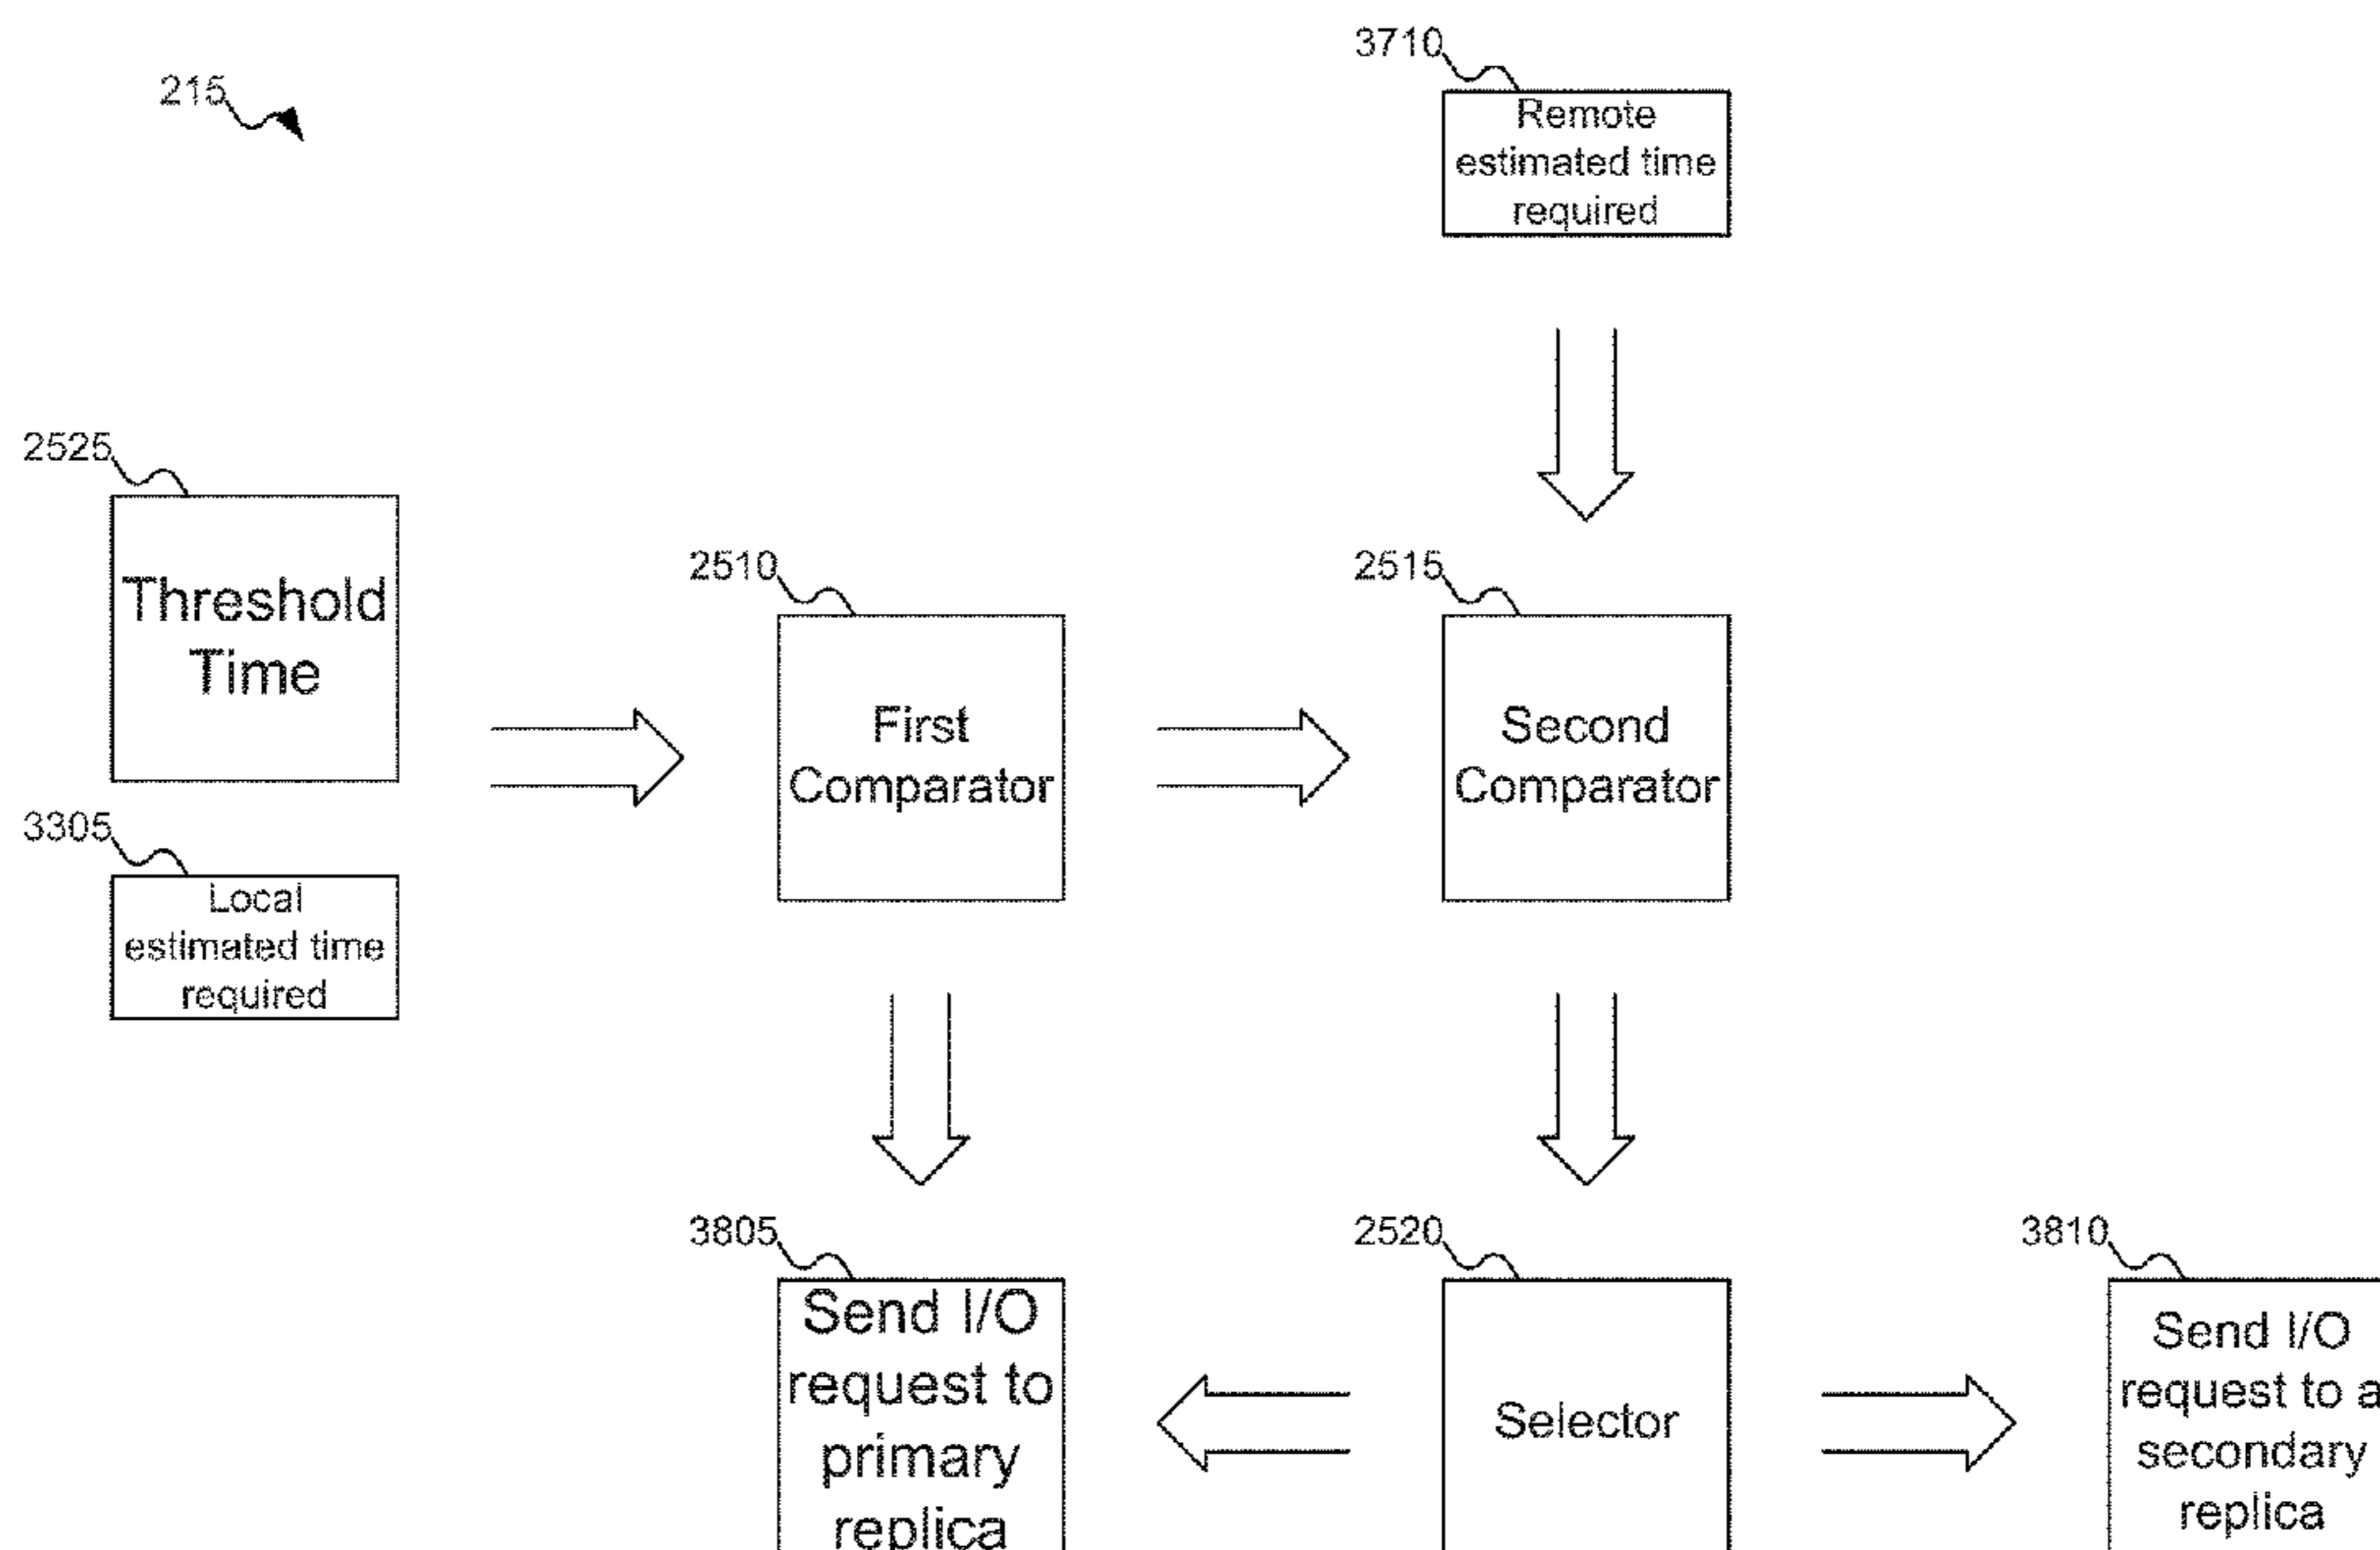 3710
215
Remote
estimated time
required
2525
Threshold
Time
2510
2515
First
Comparator
Second
Comparator
3305
Local
estimated time
required
3805
2520
3810
Send I/O
request to
primary
replica
Selector
Send I/O
request to a
secondary
replica